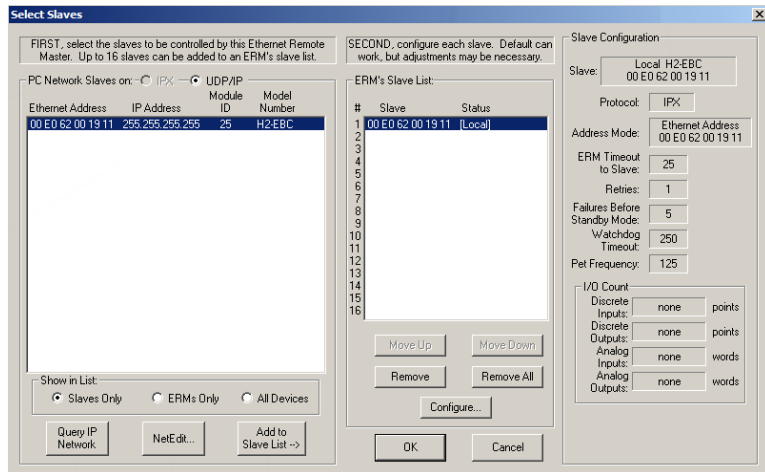 Select Slaves
FIRST, select the slaves to be controlled by this Ethernet Remote
Master. Up to 16 slaves can be added to an ERM's slave list.
PC Network Slaves on: IPX UDP/IP
Ethernet Address IP Address Module ID Model Number
00 E0 62 00 19 11 255.255.255.255 25 H2-EBC
Show in List:
Slaves Only ERMs Only All Devices
Query IP Network
NetEdit...
Add to Slave List -->
SECOND, configure each slave. Default can
work, but adjustments may be necessary.
ERM's Slave List:
# Slave Status
1 00 E0 62 00 19 11 [Local]
2
3
4
5
6
7
8
9
10
11
12
13
14
15
16
Move Up Move Down
Remove Remove All
Configure...
OK Cancel
Slave Configuration
Slave: Local H2-EBC
00 E0 62 00 19 11
Protocol: IPX
Address Mode: Ethernet Address
00 E0 62 00 19 11
ERM Timeout
to Slave: 25
Retries: 1
Failures Before
Standby Mode: 5
Watchdog
Timeout: 250
Pet Frequency: 125
I/O Count
Discrete
Inputs: none points
Discrete
Outputs: none points
Analog
Inputs: none words
Analog
Outputs: none words